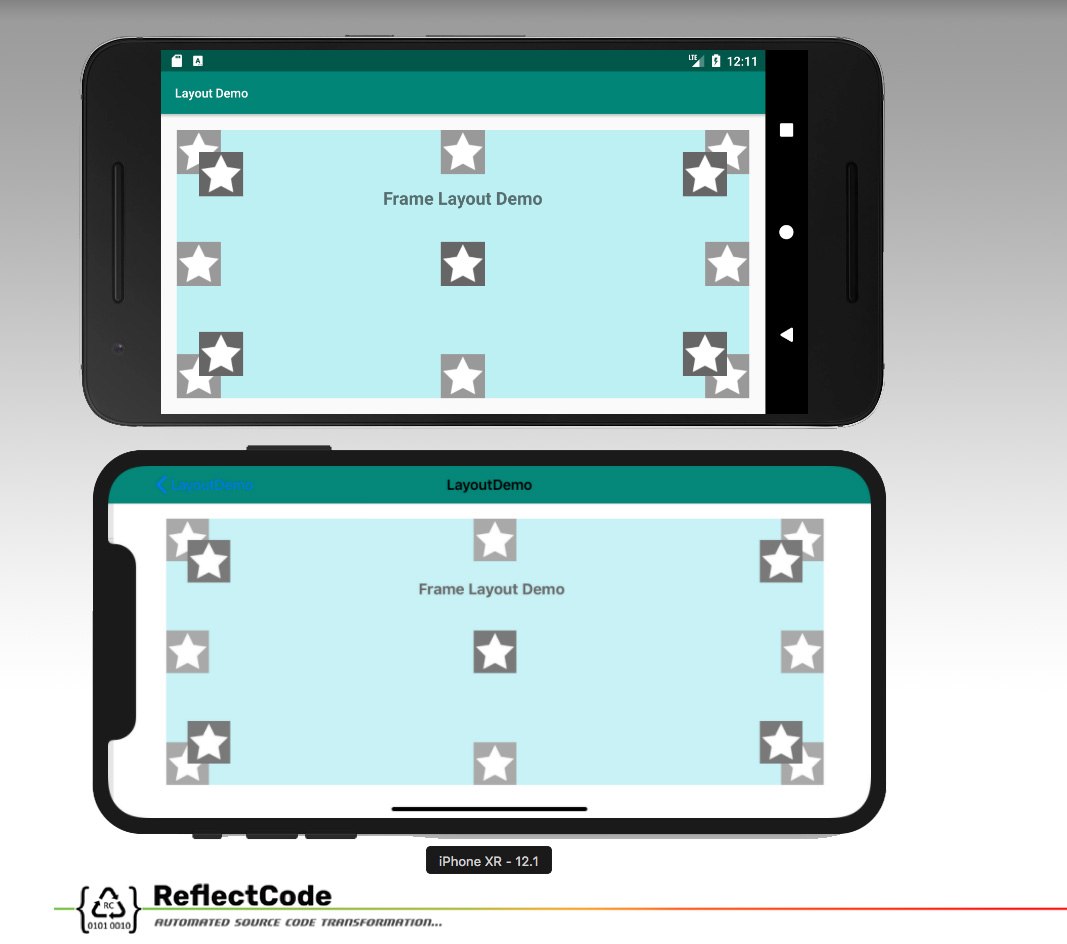 LTE 12:11
A
Layout Demo
Frame Layout Demo
LayoutDemo LayoutDemo
Frame Layout Demo
iPhone XR - 12.1
RC
0101 0010
ReflectCode
AUTOMATED SOURCE CODE TRANSFORMATION...